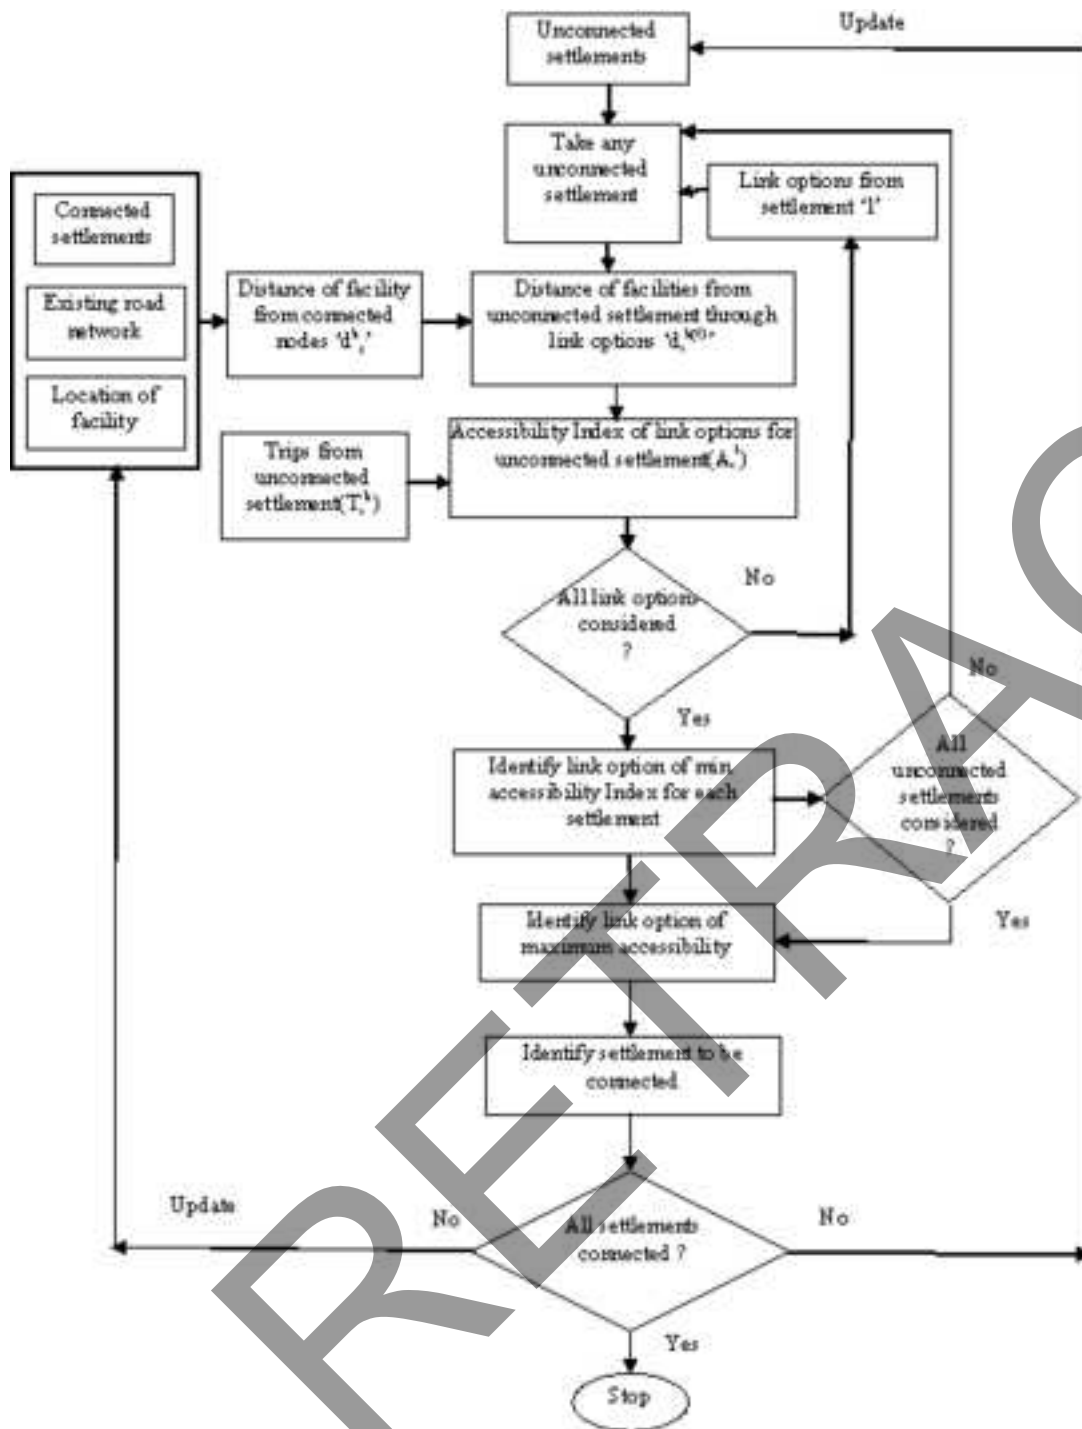 Unconnected
settlements
Update
Take any
unconnected
settlement
Link options from
settlement 'l'
Connected
settlements
Existing road
network
Location of
facility
Distance of facility
from connected
nodes 'd
Distance of facilities from
unconnected settlement through
link options 'd
Trips from
unconnected
settlement(T
Accessibility Index of link options for
unconnected settlement(A
All link options
considered
?
No
Yes
No
Identify link option of min
accessibility Index for each
settlement
All
unconnected
settlements
considered
?
Yes
Identify link option of
maximum accessibility
Identify settlement to be
connected
All settlements
connected ?
Update
No
No
Yes
Stop
RETRAC